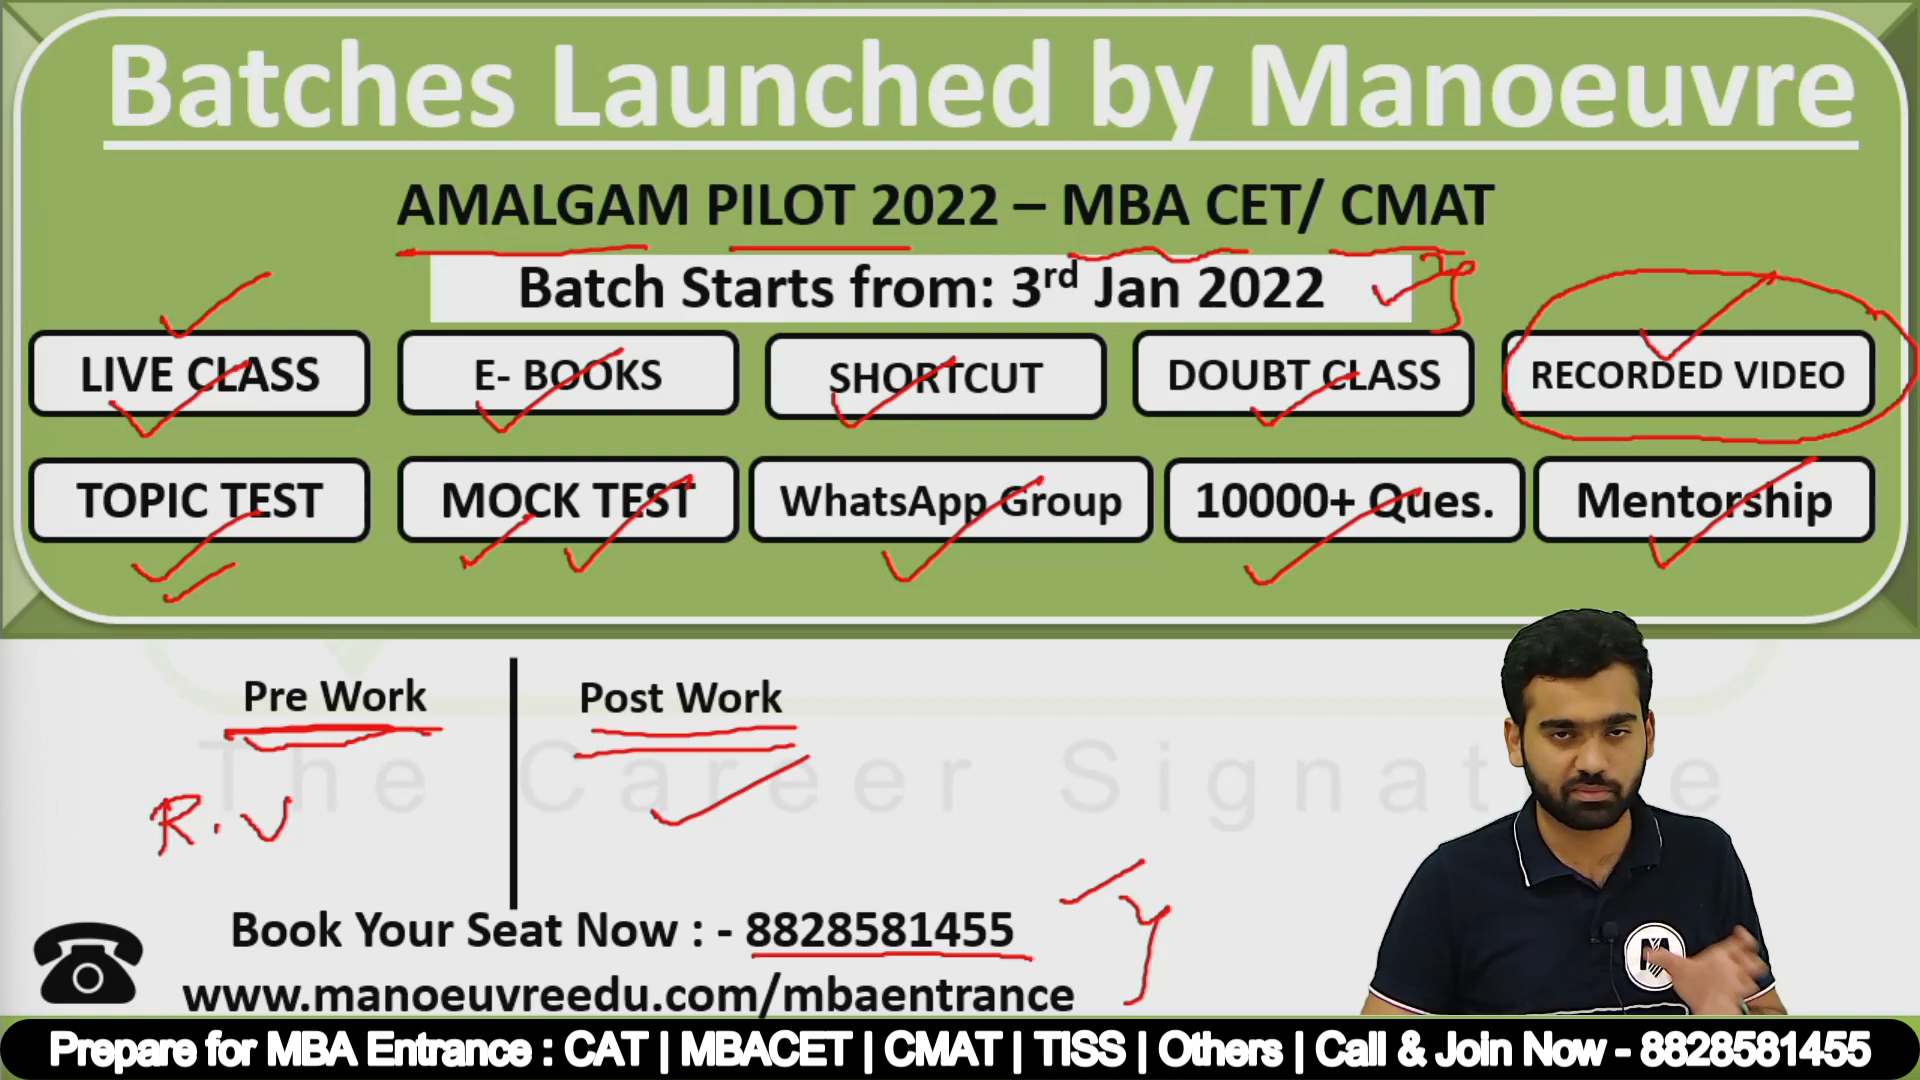 Batches Launched by Manoeuvre
AMALGAM PILOT 2022 – MBA CET/ CMAT
Batch Starts from: 3rd Jan 2022
LIVE CLASS
E- BOOKS
SHORTCUT
DOUBT CLASS
RECORDED VIDEO
TOPIC TEST
MOCK TEST
WhatsApp Group
10000+ Ques.
Mentorship
Pre Work
Post Work
The Career Signature
R.V
Book Your Seat Now : - 8828581455
www.manoeuvreedu.com/mbaentrance
Prepare for MBA Entrance : CAT | MBACET | CMAT | TISS | Others | Call & Join Now - 8828581455